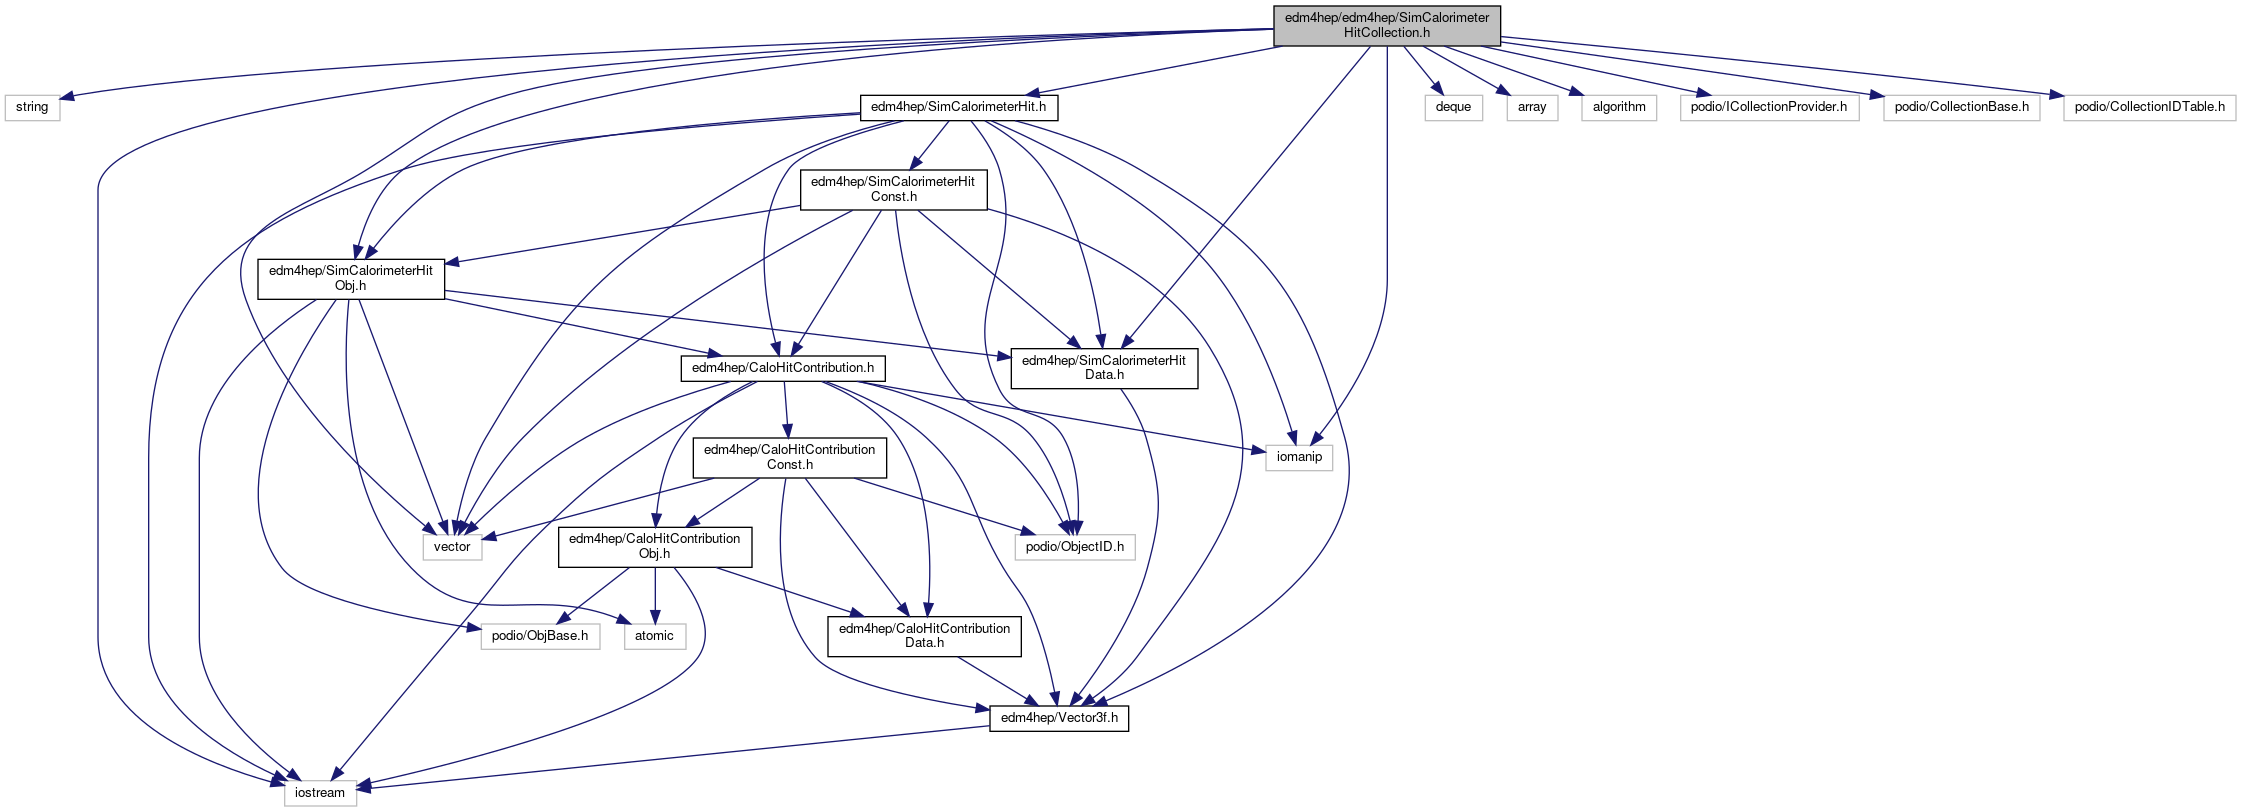 edm4hep/edm4hep/SimCalorimeter
HitCollection.h
string
edm4hep/SimCalorimeterHit.h
deque
array
algorithm
podio/ICollectionProvider.h
podio/CollectionBase.h
podio/CollectionIDTable.h
edm4hep/SimCalorimeterHit
Const.h
edm4hep/SimCalorimeterHit
Obj.h
edm4hep/CaloHitContribution.h
edm4hep/SimCalorimeterHit
Data.h
edm4hep/CaloHitContribution
Const.h
iomanip
vector
edm4hep/CaloHitContribution
Obj.h
podio/ObjectID.h
podio/ObjBase.h
atomic
edm4hep/CaloHitContribution
Data.h
edm4hep/Vector3f.h
iostream